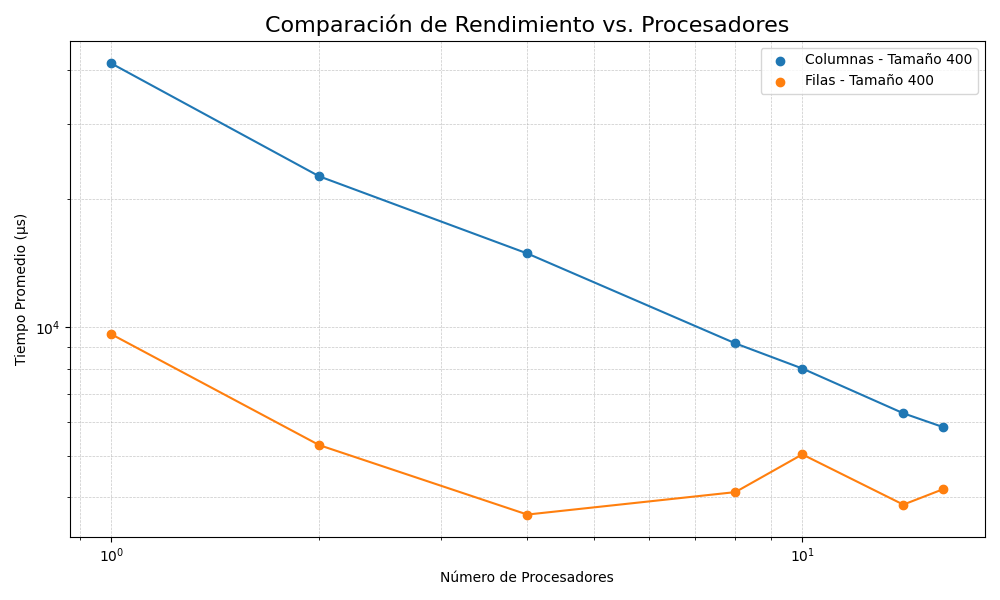 Comparación de Rendimiento vs. Procesadores
Columnas - Tamaño 400
Filas - Tamaño 400
Tiempo Promedio (µs)
10⁴
10⁰
10¹
Número de Procesadores